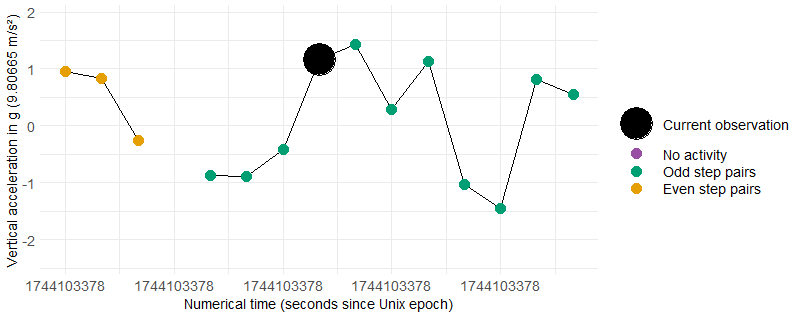 Vertical acceleration in g (9.80665 m/s²)
2
1
0
-1
-2
1744103378 1744103378 1744103378 1744103378 1744103378
Numerical time (seconds since Unix epoch)
Current observation
No activity
Odd step pairs
Even step pairs